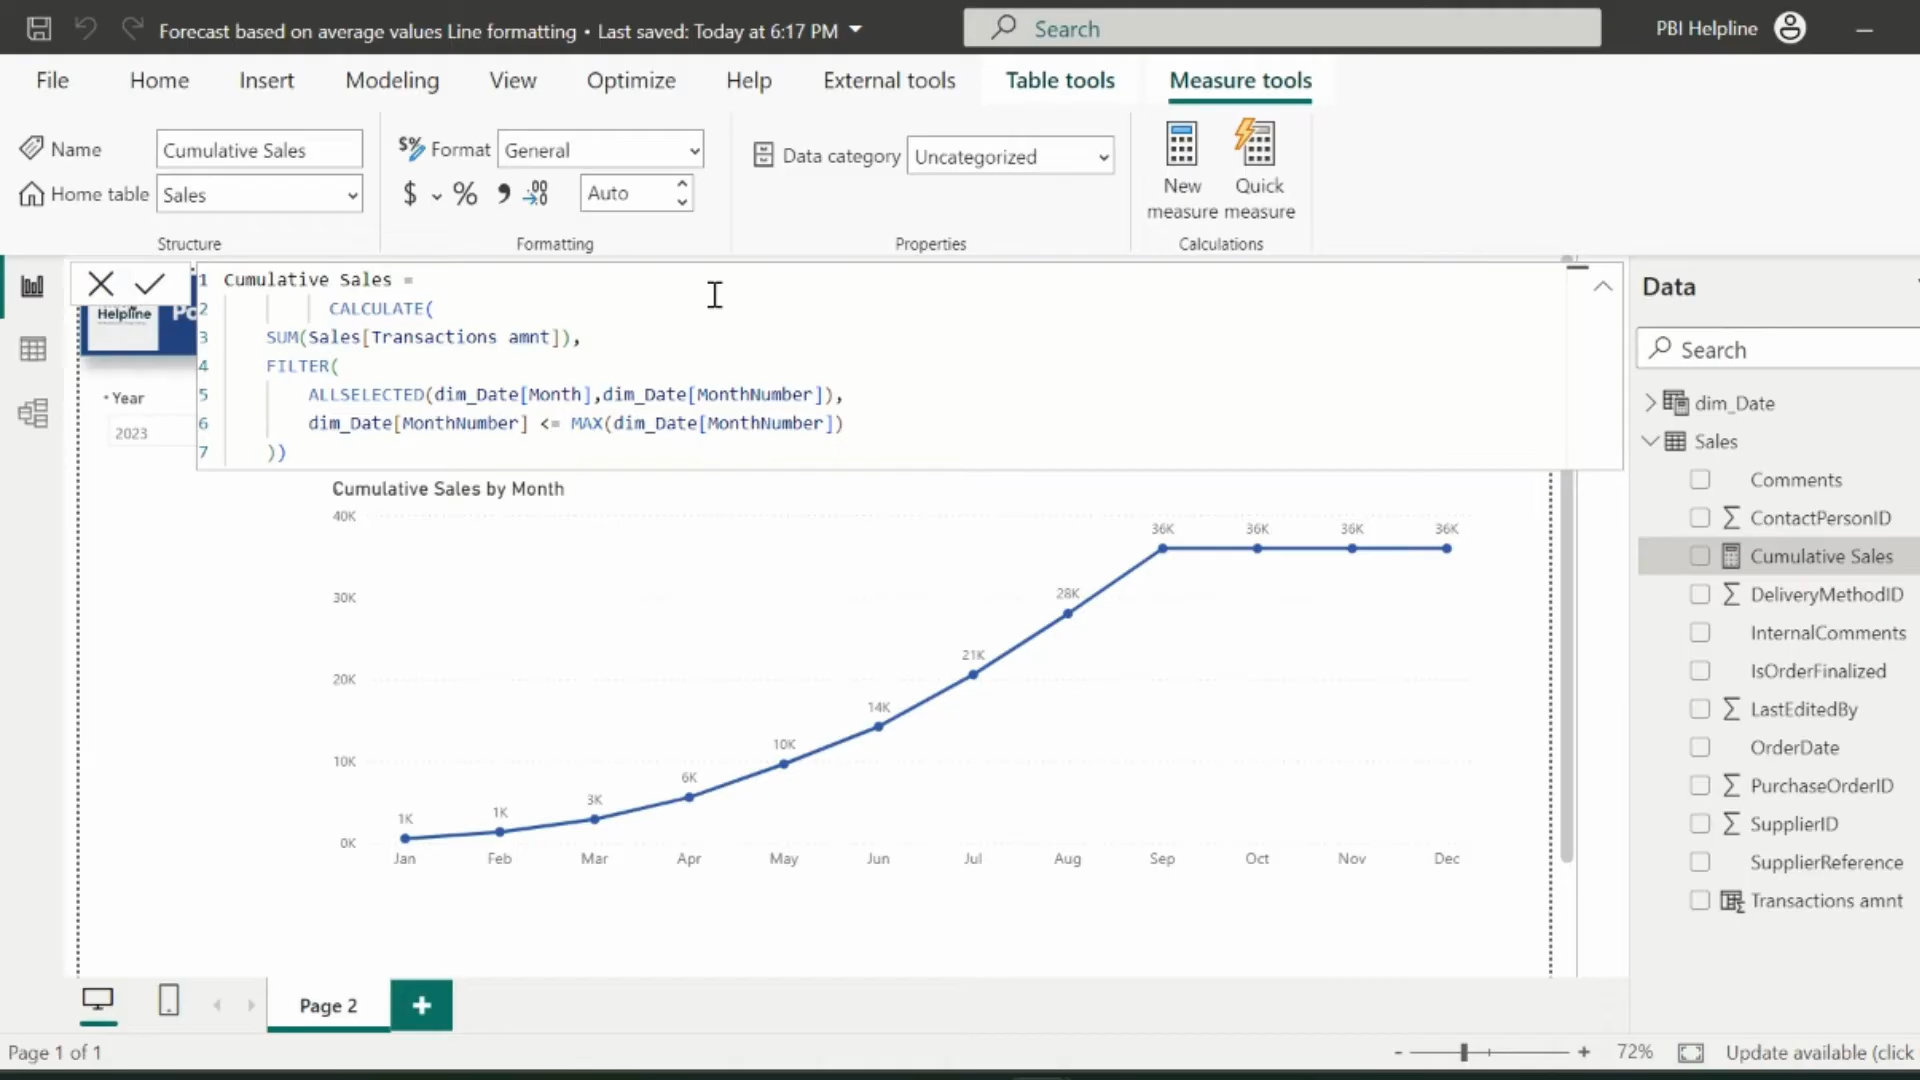 Forecast based on average values Line formatting • Last saved: Today at 6:17 PM
Search
PBI Helpline
File
Home
Insert
Modeling
View
Optimize
Help
External tools
Table tools
Measure tools
Name
Cumulative Sales
Home table
Sales
Structure
$% Format
General
$ % 9 .00
Auto
Formatting
Data category
Uncategorized
Properties
New measure
Quick measure
Calculations
Helpline
Year
2023
1 Cumulative Sales =
2 CALCULATE(
3 SUM(Sales[Transactions amnt]),
4 FILTER(
5 ALLSELECTED(dim_Date[Month],dim_Date[MonthNumber]),
6 dim_Date[MonthNumber] <= MAX(dim_Date[MonthNumber])
7 ))
Cumulative Sales by Month
40K
30K
20K
10K
0K
1K
1K
3K
6K
10K
14K
21K
28K
36K
36K
36K
36K
Jan
Feb
Mar
Apr
May
Jun
Jul
Aug
Sep
Oct
Nov
Dec
Data
Search
dim_Date
Sales
Comments
ContactPersonID
Cumulative Sales
DeliveryMethodID
InternalComments
IsOrderFinalized
LastEditedBy
OrderDate
PurchaseOrderID
SupplierID
SupplierReference
Transactions amnt
Page 2
+
Page 1 of 1
- + 72%
Update available (click